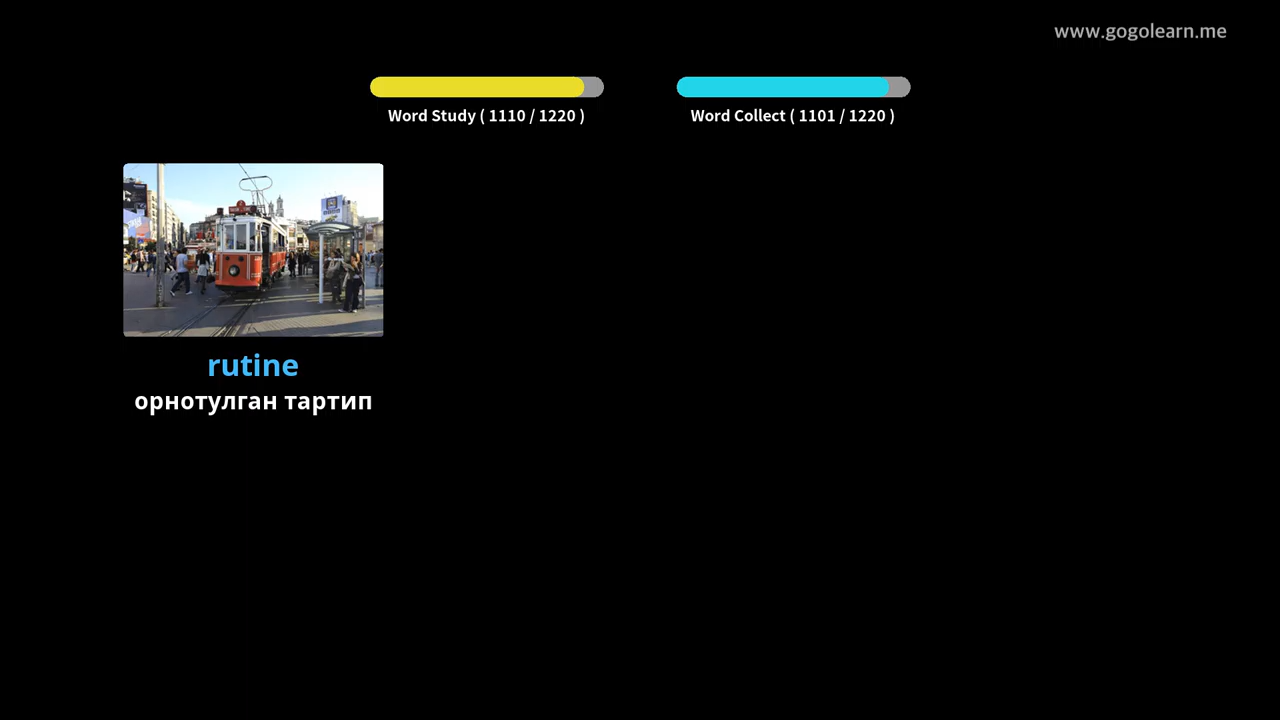 www.gogolearn.me
Word Study ( 1110 / 1220 )
Word Collect ( 1101 / 1220 )
rutine
орнотулган тартип